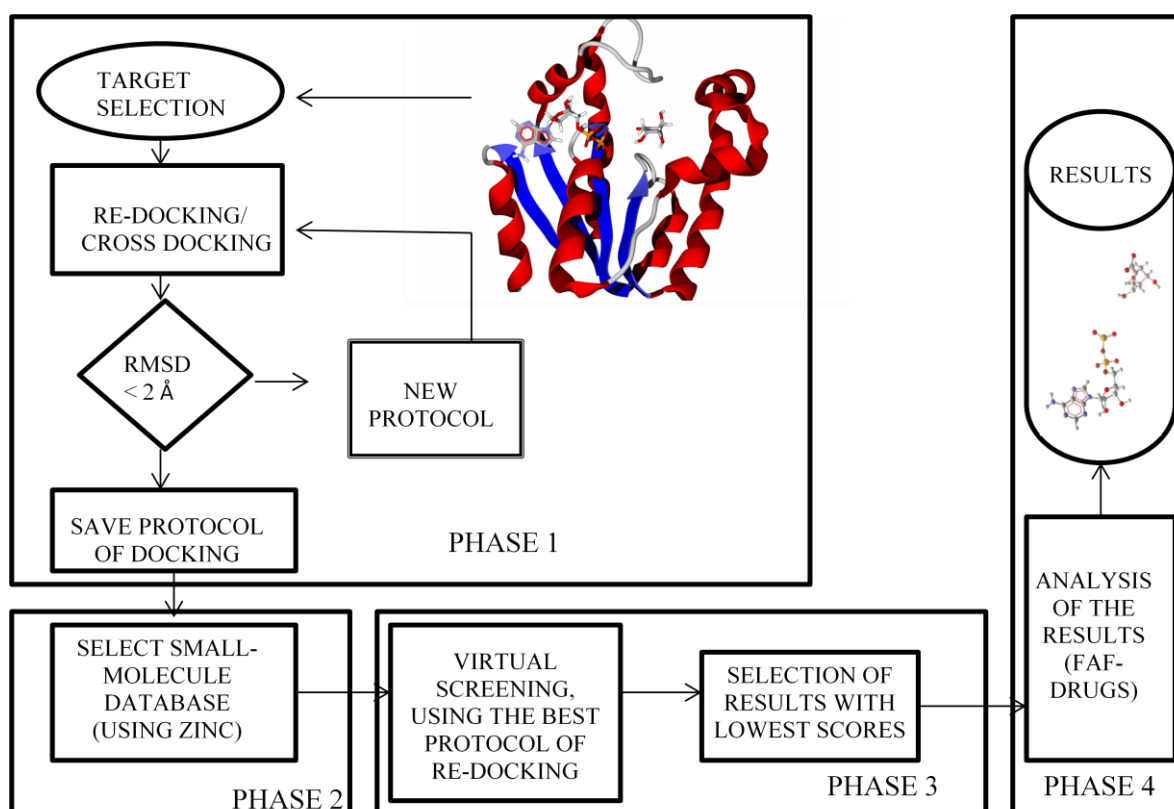 TARGET
SELECTION
RE-DOCKING/
CROSS DOCKING
RMSD
< 2 Å
NEW
PROTOCOL
SAVE PROTOCOL
OF DOCKING
PHASE 1
SELECT SMALL-
MOLECULE
DATABASE
(USING ZINC)
PHASE 2
VIRTUAL
SCREENING,
USING THE BEST
PROTOCOL OF
RE-DOCKING
SELECTION OF
RESULTS WITH
LOWEST SCORES
PHASE 3
ANALYSIS
OF THE
RESULTS
(FAF-
DRUGS)
PHASE 4
RESULTS